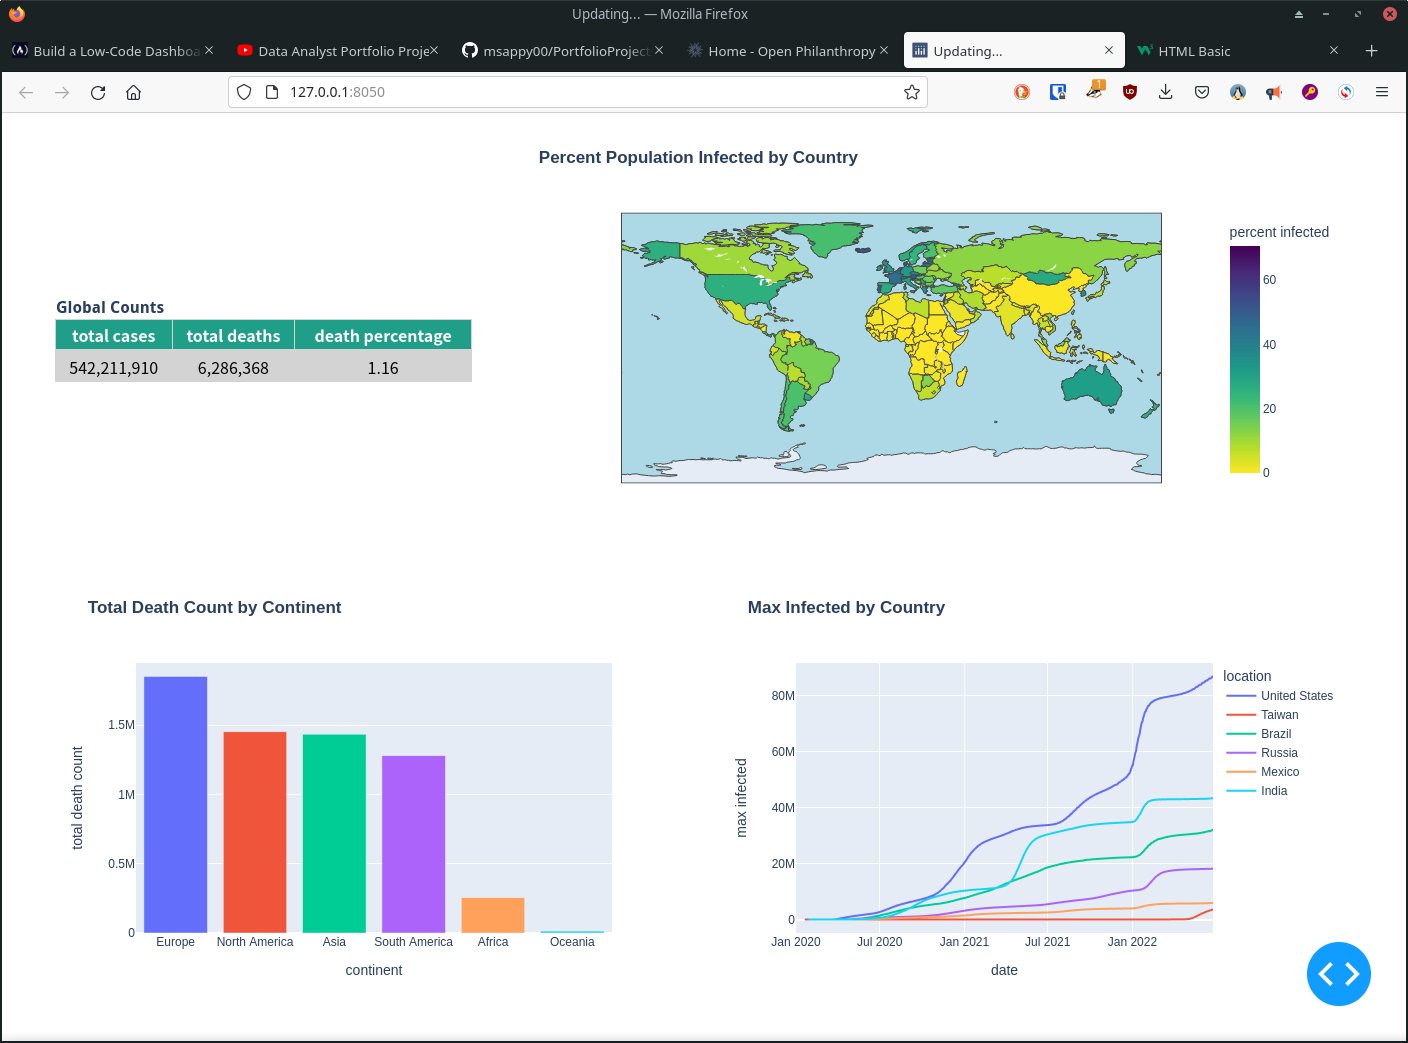 Updating... — Mozilla Firefox
Build a Low-Code Dashboa
Data Analyst Portfolio Proje
msappy00/PortfolioProject
Home - Open Philanthropy
Updating...
HTML Basic
127.0.0.1:8050
1
Percent Population Infected by Country
Global Counts
total cases total deaths death percentage
542,211,910 6,286,368 1.16
percent infected
60
40
20
0
Total Death Count by Continent
total death count
1.5M
1M
0.5M
0
Europe North America Asia South America Africa Oceania
continent
Max Infected by Country
max infected
80M
60M
40M
20M
0
Jan 2020 Jul 2020 Jan 2021 Jul 2021 Jan 2022
date
location
United States
Taiwan
Brazil
Russia
Mexico
India